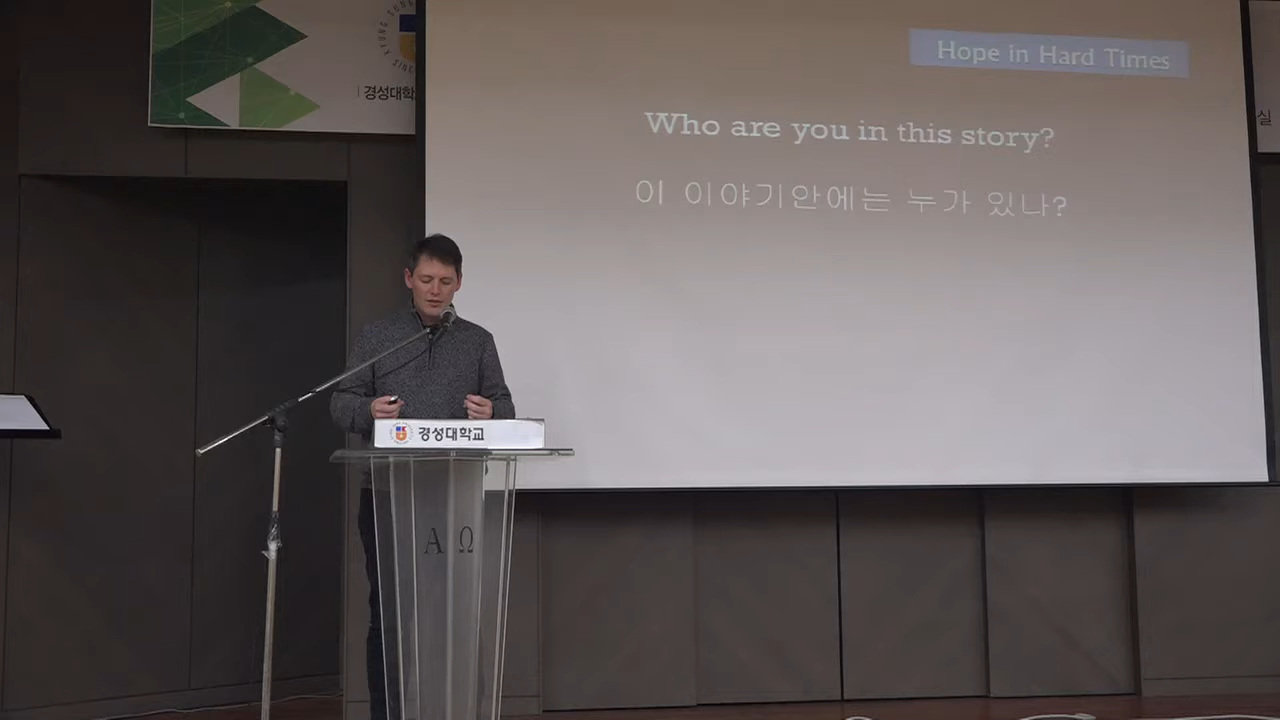 Hope in Hard Times
Who are you in this story?
이 이야기안에는 누가 있나?
경성대학
실
경성대학교
Α Ω